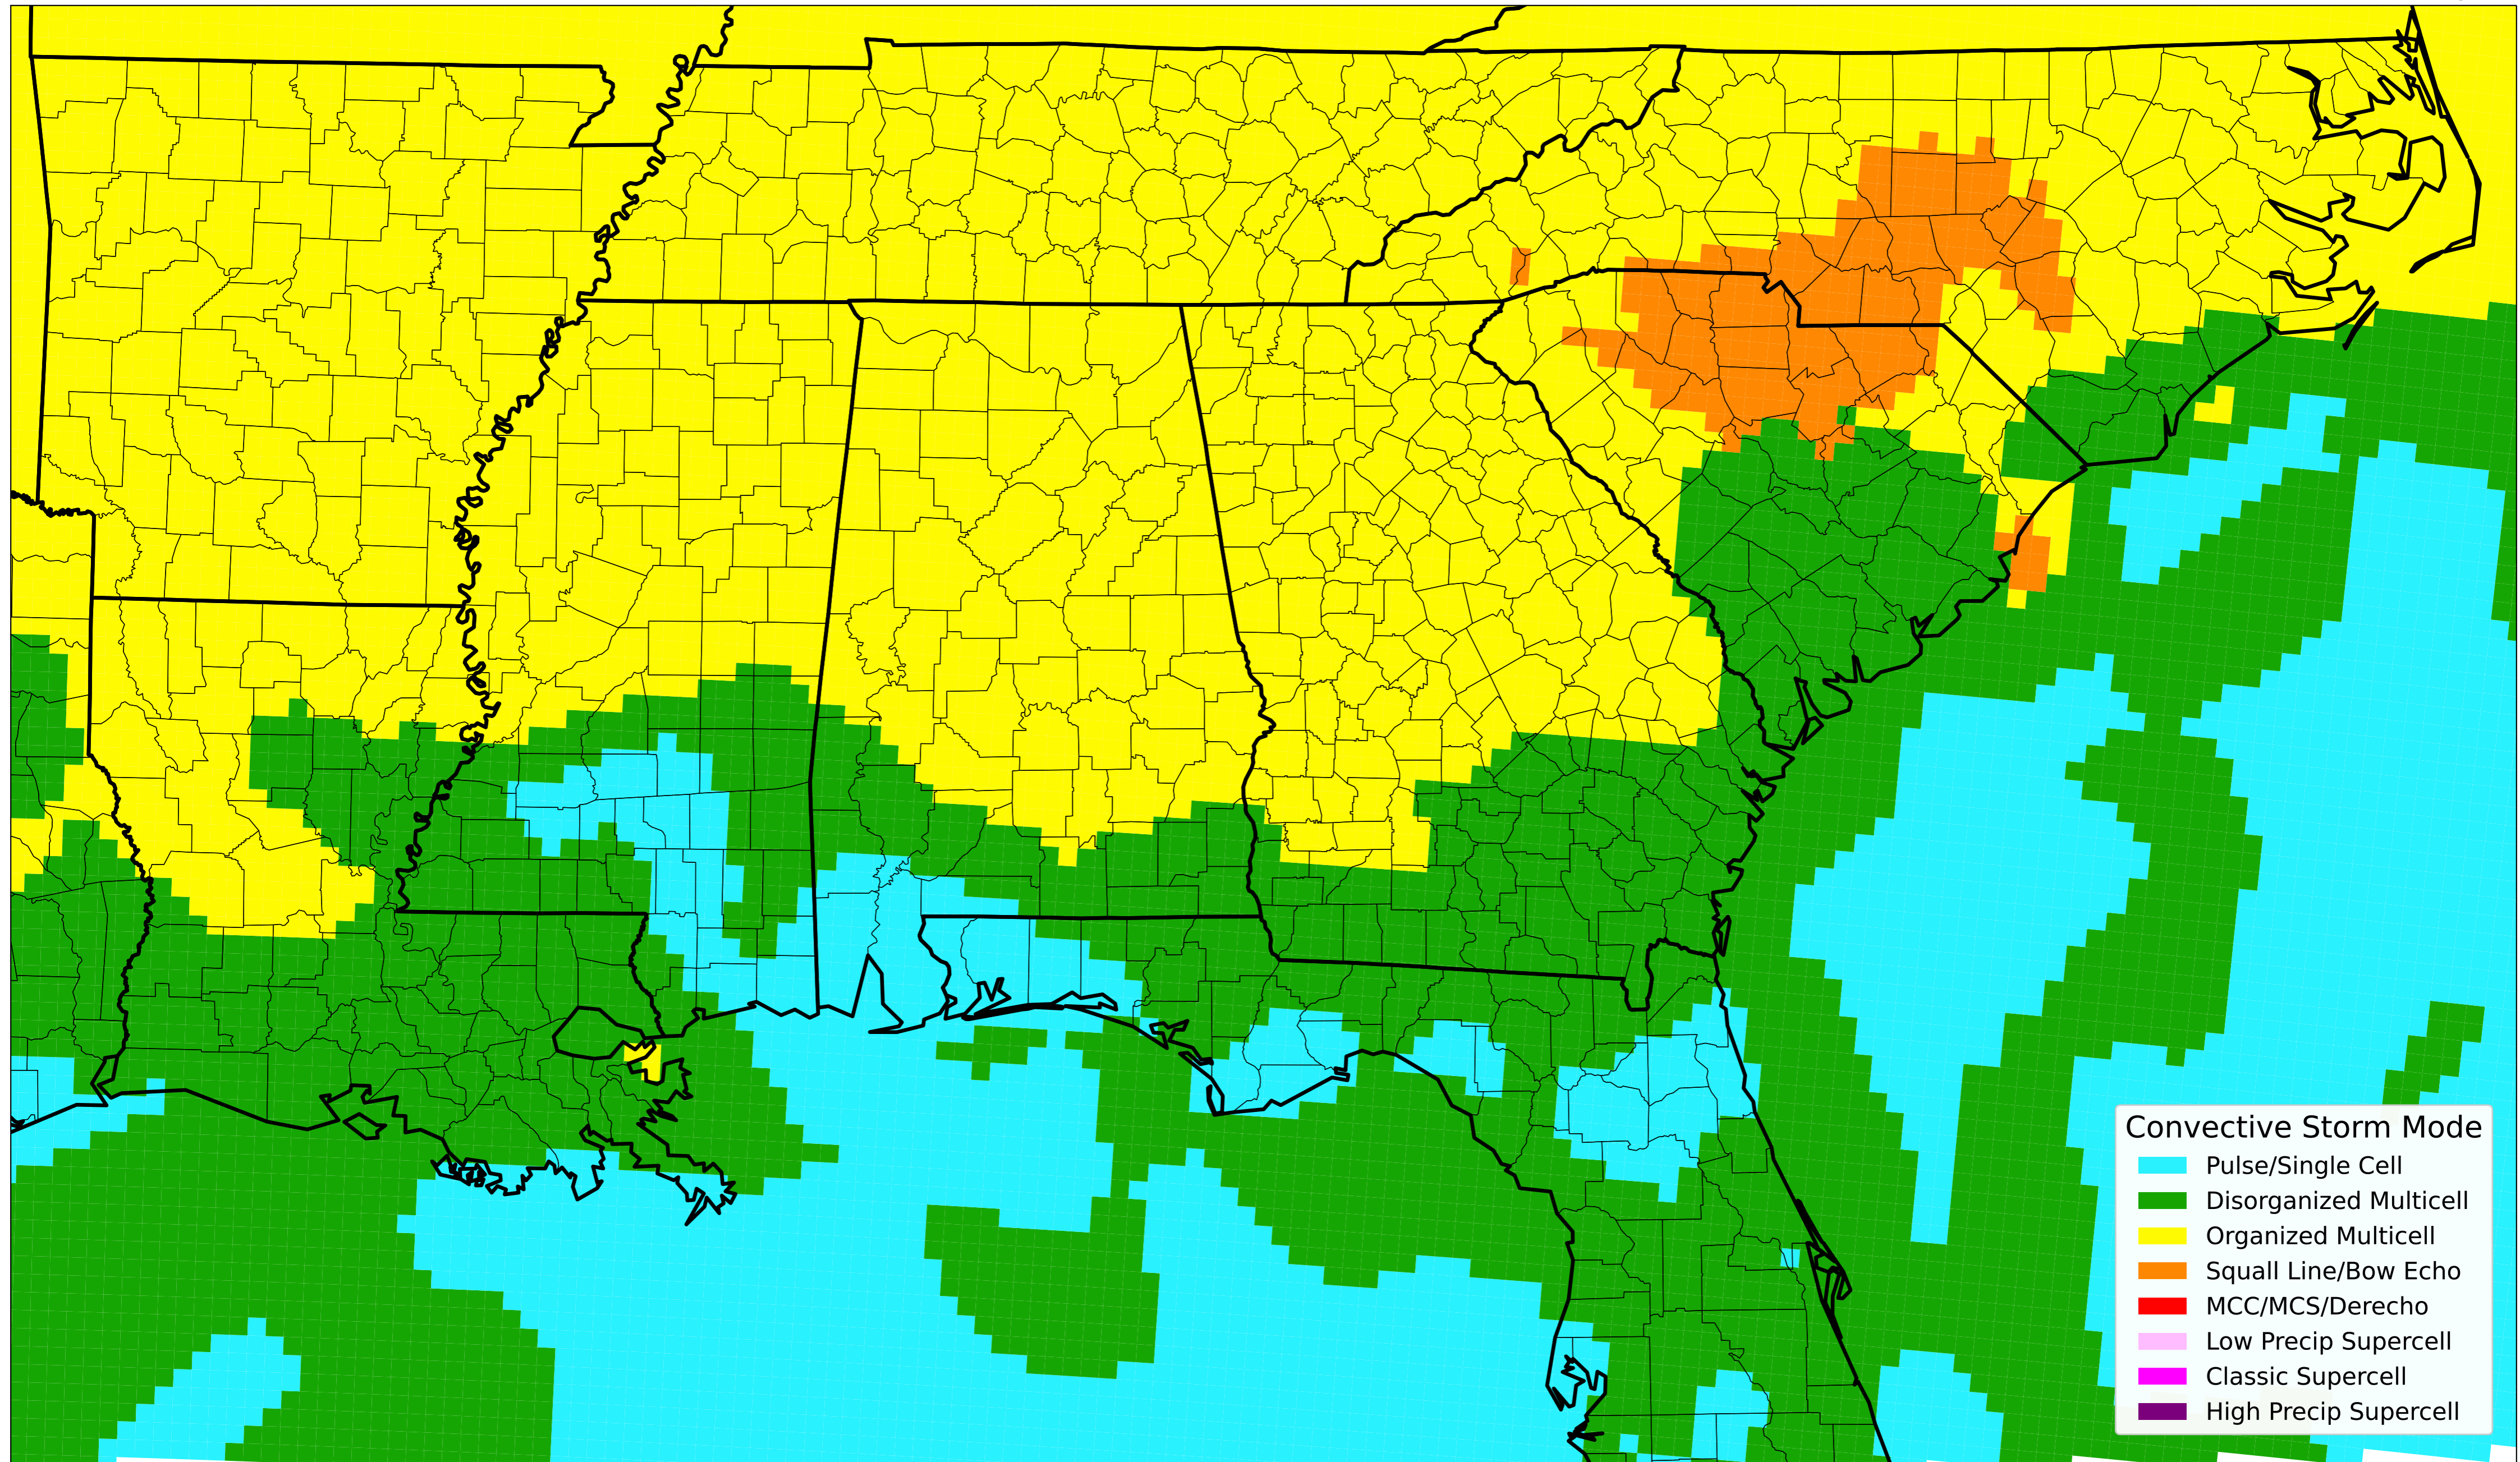 Convective Storm Mode
Pulse/Single Cell
Disorganized Multicell
Organized Multicell
Squall Line/Bow Echo
MCC/MCS/Derecho
Low Precip Supercell
Classic Supercell
High Precip Supercell